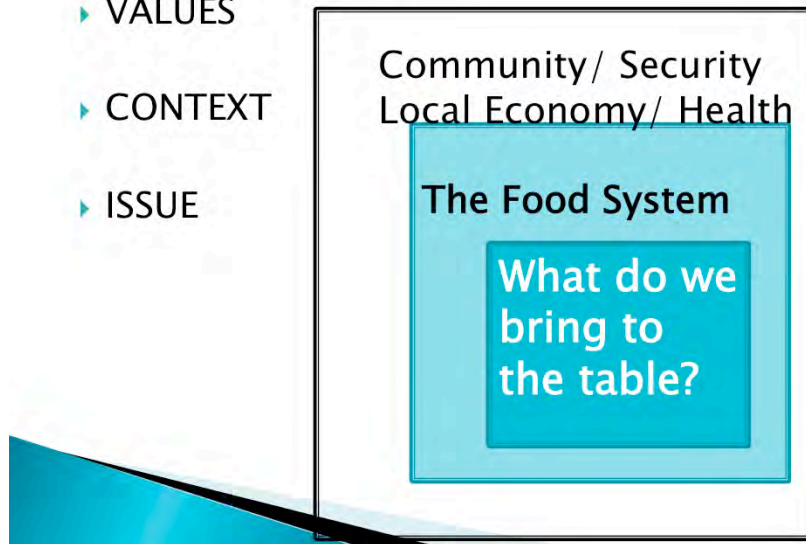 VALUES
CONTEXT
ISSUE
Community/ Security
Local Economy/ Health
The Food System
What do we
bring to
the table?